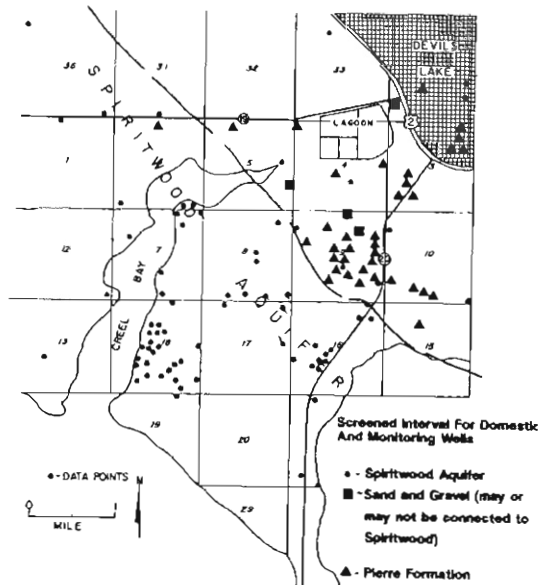 DEVILS
LAKE
36
31
32
33
LAGOON
2
19
SPIRITWOOD
1
5
4
3
12
7
8
10
CREEL BAY
AQUIFER
13
18
17
16
15
19
20
29
Screened Interval For Domestic
And Monitoring Wells
• - Spiritwood Aquifer
■ - Sand and Gravel (may or
may not be connected to
Spiritwood)
▲ - Pierre Formation
• - DATA POINTS
N
0
MILE